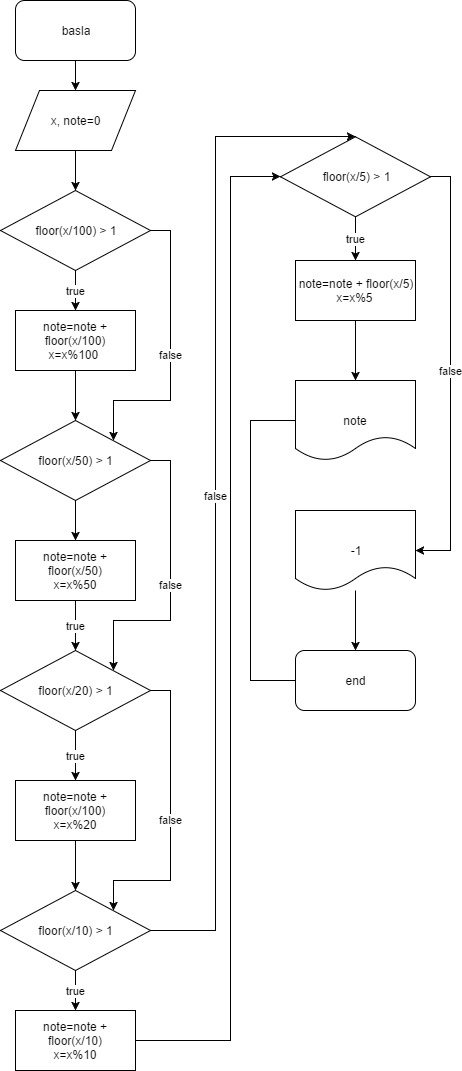 basla
x, note=0
floor(x/100) > 1
true
note=note +
floor(x/100)
x=x%100
false
floor(x/50) > 1
note=note +
floor(x/50)
x=x%50
false
true
floor(x/20) > 1
true
note=note +
floor(x/100)
x=x%20
false
floor(x/10) > 1
true
note=note +
floor(x/10)
x=x%10
false
floor(x/5) > 1
true
note=note + floor(x/5)
x=x%5
false
note
-1
end